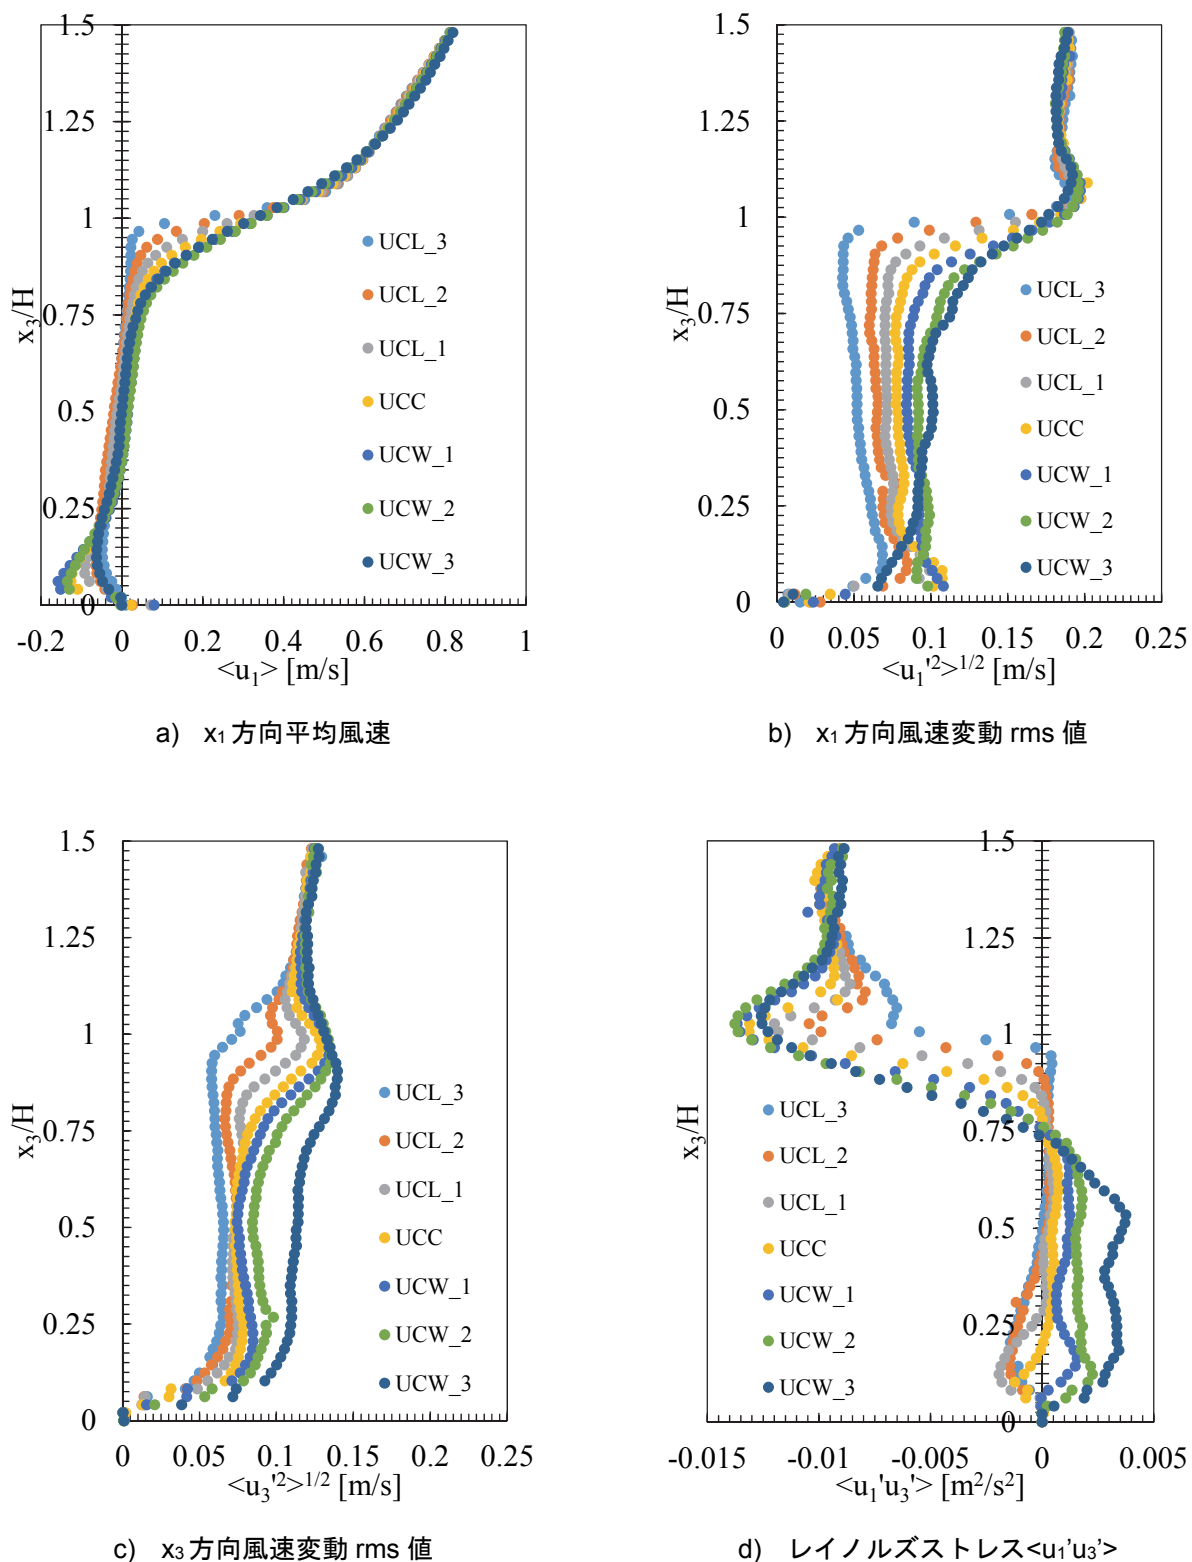 1.5
1.25
1
0.75
0.5
0.25
0
x₃/H
-0.2 0 0.2 0.4 0.6 0.8 1
<u₁> [m/s]
UCL_3
UCL_2
UCL_1
UCC
UCW_1
UCW_2
UCW_3
a) x₁ 方向平均風速
1.5
1.25
1
0.75
0.5
0.25
0
x₃/H
0 0.05 0.1 0.15 0.2 0.25
<u₁'²>¹/² [m/s]
UCL_3
UCL_2
UCL_1
UCC
UCW_1
UCW_2
UCW_3
b) x₁ 方向風速変動 rms 値
1.5
1.25
1
0.75
0.5
0.25
0
x₃/H
0 0.05 0.1 0.15 0.2 0.25
<u₃'²>¹/² [m/s]
UCL_3
UCL_2
UCL_1
UCC
UCW_1
UCW_2
UCW_3
c) x₃ 方向風速変動 rms 値
1.5
1.25
1
0.75
0.5
0.25
0
x₃/H
-0.015 -0.01 -0.005 0 0.005
<u₁'u₃'> [m²/s²]
UCL_3
UCL_2
UCL_1
UCC
UCW_1
UCW_2
UCW_3
d) レイノルズストレス<u₁’u₃’>